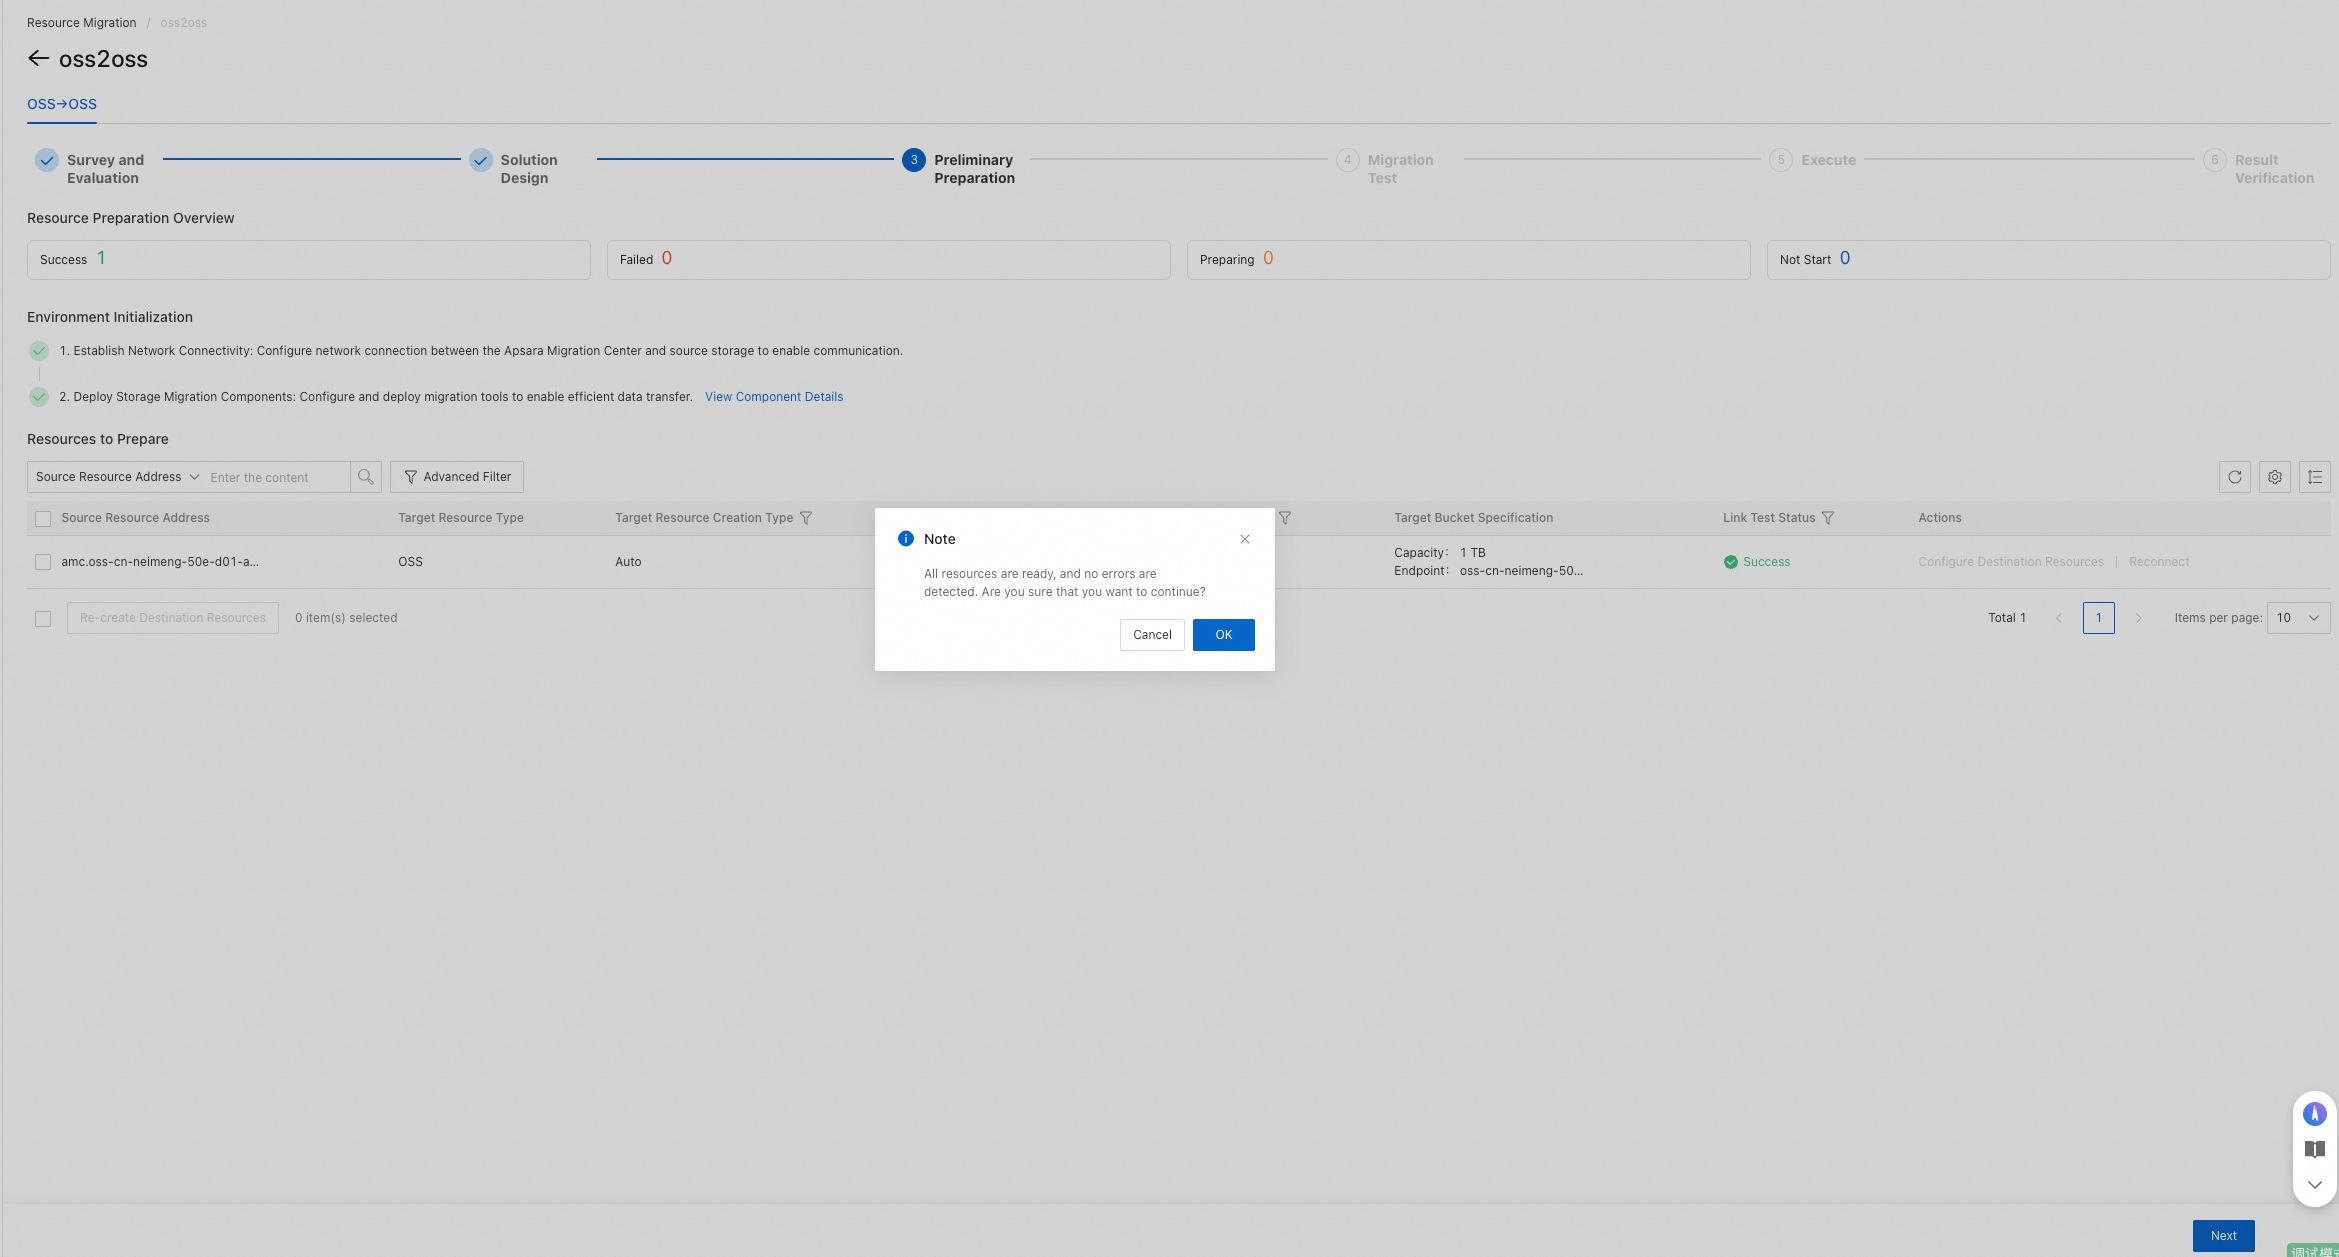 Resource Migration / oss2oss
oss2oss
OSS→OSS
Survey and
Evaluation
Solution
Design
3 Preliminary
Preparation
4 Migration
Test
5 Execute
6 Result
Verification
Resource Preparation Overview
Success 1
Failed 0
Preparing 0
Not Start 0
Environment Initialization
1. Establish Network Connectivity: Configure network connection between the Apsara Migration Center and source storage to enable communication.
2. Deploy Storage Migration Components: Configure and deploy migration tools to enable efficient data transfer. View Component Details
Resources to Prepare
Source Resource Address Enter the content Advanced Filter
Source Resource Address Target Resource Type Target Resource Creation Type Target Bucket Specification Link Test Status Actions
amc.oss-cn-neimeng-50e-d01-a... OSS Auto
Capacity: 1 TB
Endpoint: oss-cn-neimeng-50...
Success
Configure Destination Resources | Reconnect
Re-create Destination Resources 0 item(s) selected
Total 1 1 Items per page: 10
Note
All resources are ready, and no errors are
detected. Are you sure that you want to continue?
Cancel OK
Next
调试模